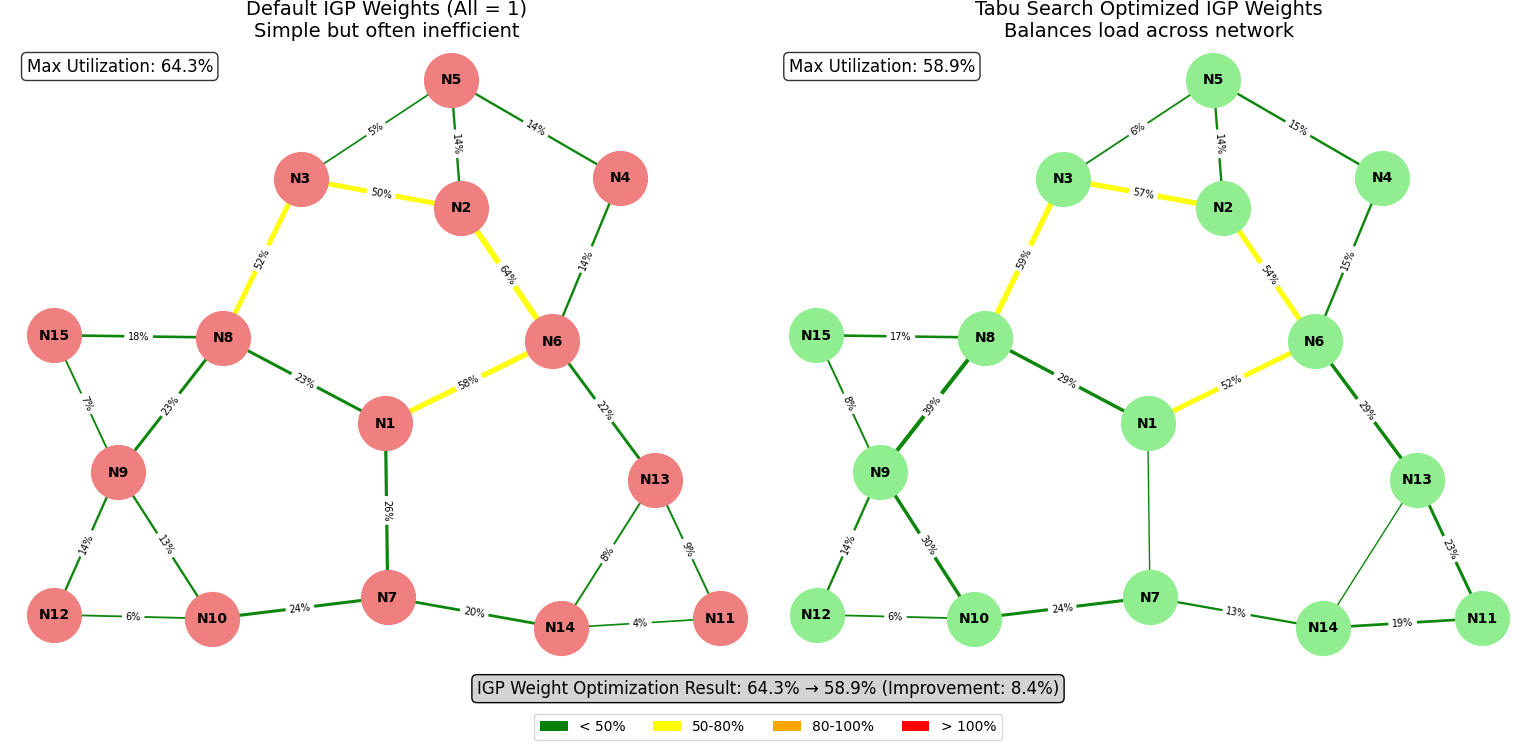 Default IGP Weights (All = 1)
Simple but often inefficient
Max Utilization: 64.3%
N5
5%
14%
14%
N3
50%
N2
N4
52%
64%
14%
N15
18%
N8
N6
23%
58%
7%
23%
N1
22%
N9
26%
N13
14%
13%
8%
9%
N12
6%
N10
24%
N7
20%
N14
4%
N11
Tabu Search Optimized IGP Weights
Balances load across network
Max Utilization: 58.9%
N5
6%
14%
15%
N3
57%
N2
N4
59%
54%
15%
N15
17%
N8
N6
29%
52%
8%
39%
N1
29%
N9
N13
14%
30%
23%
N12
6%
N10
24%
N7
13%
N14
19%
N11
IGP Weight Optimization Result: 64.3% → 58.9% (Improvement: 8.4%)
< 50%
50-80%
80-100%
> 100%